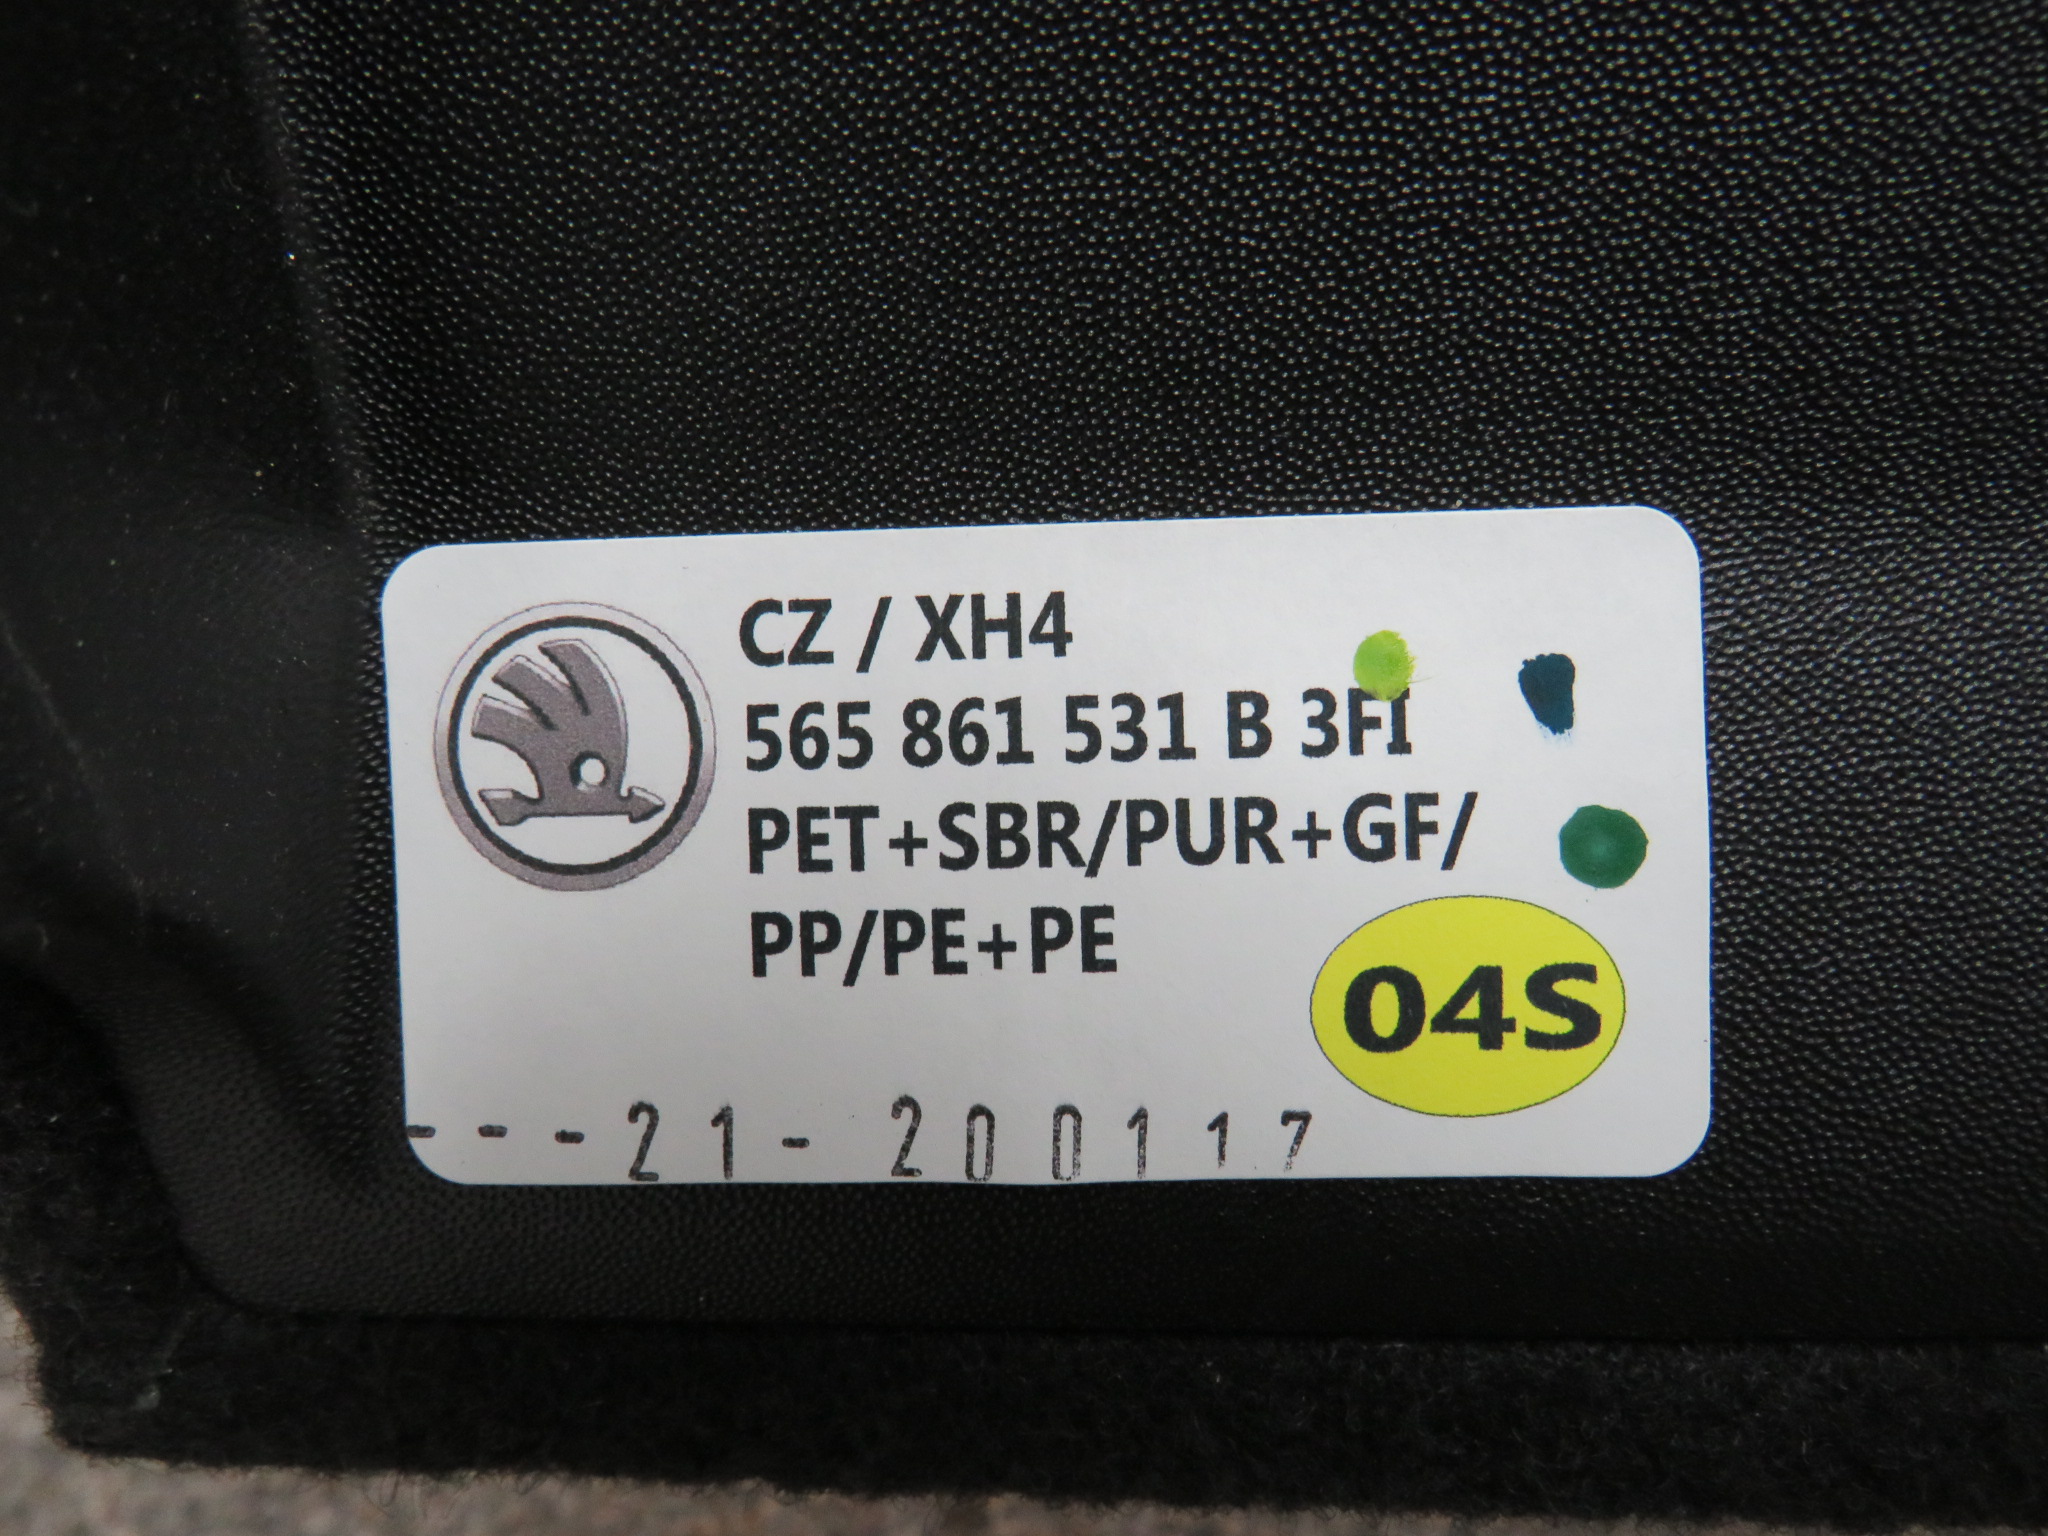 CZ / XH4
565 861 531 B 3FI
PET+SBR/PUR+GF/
PP/PE+PE
04S
---21- 200117